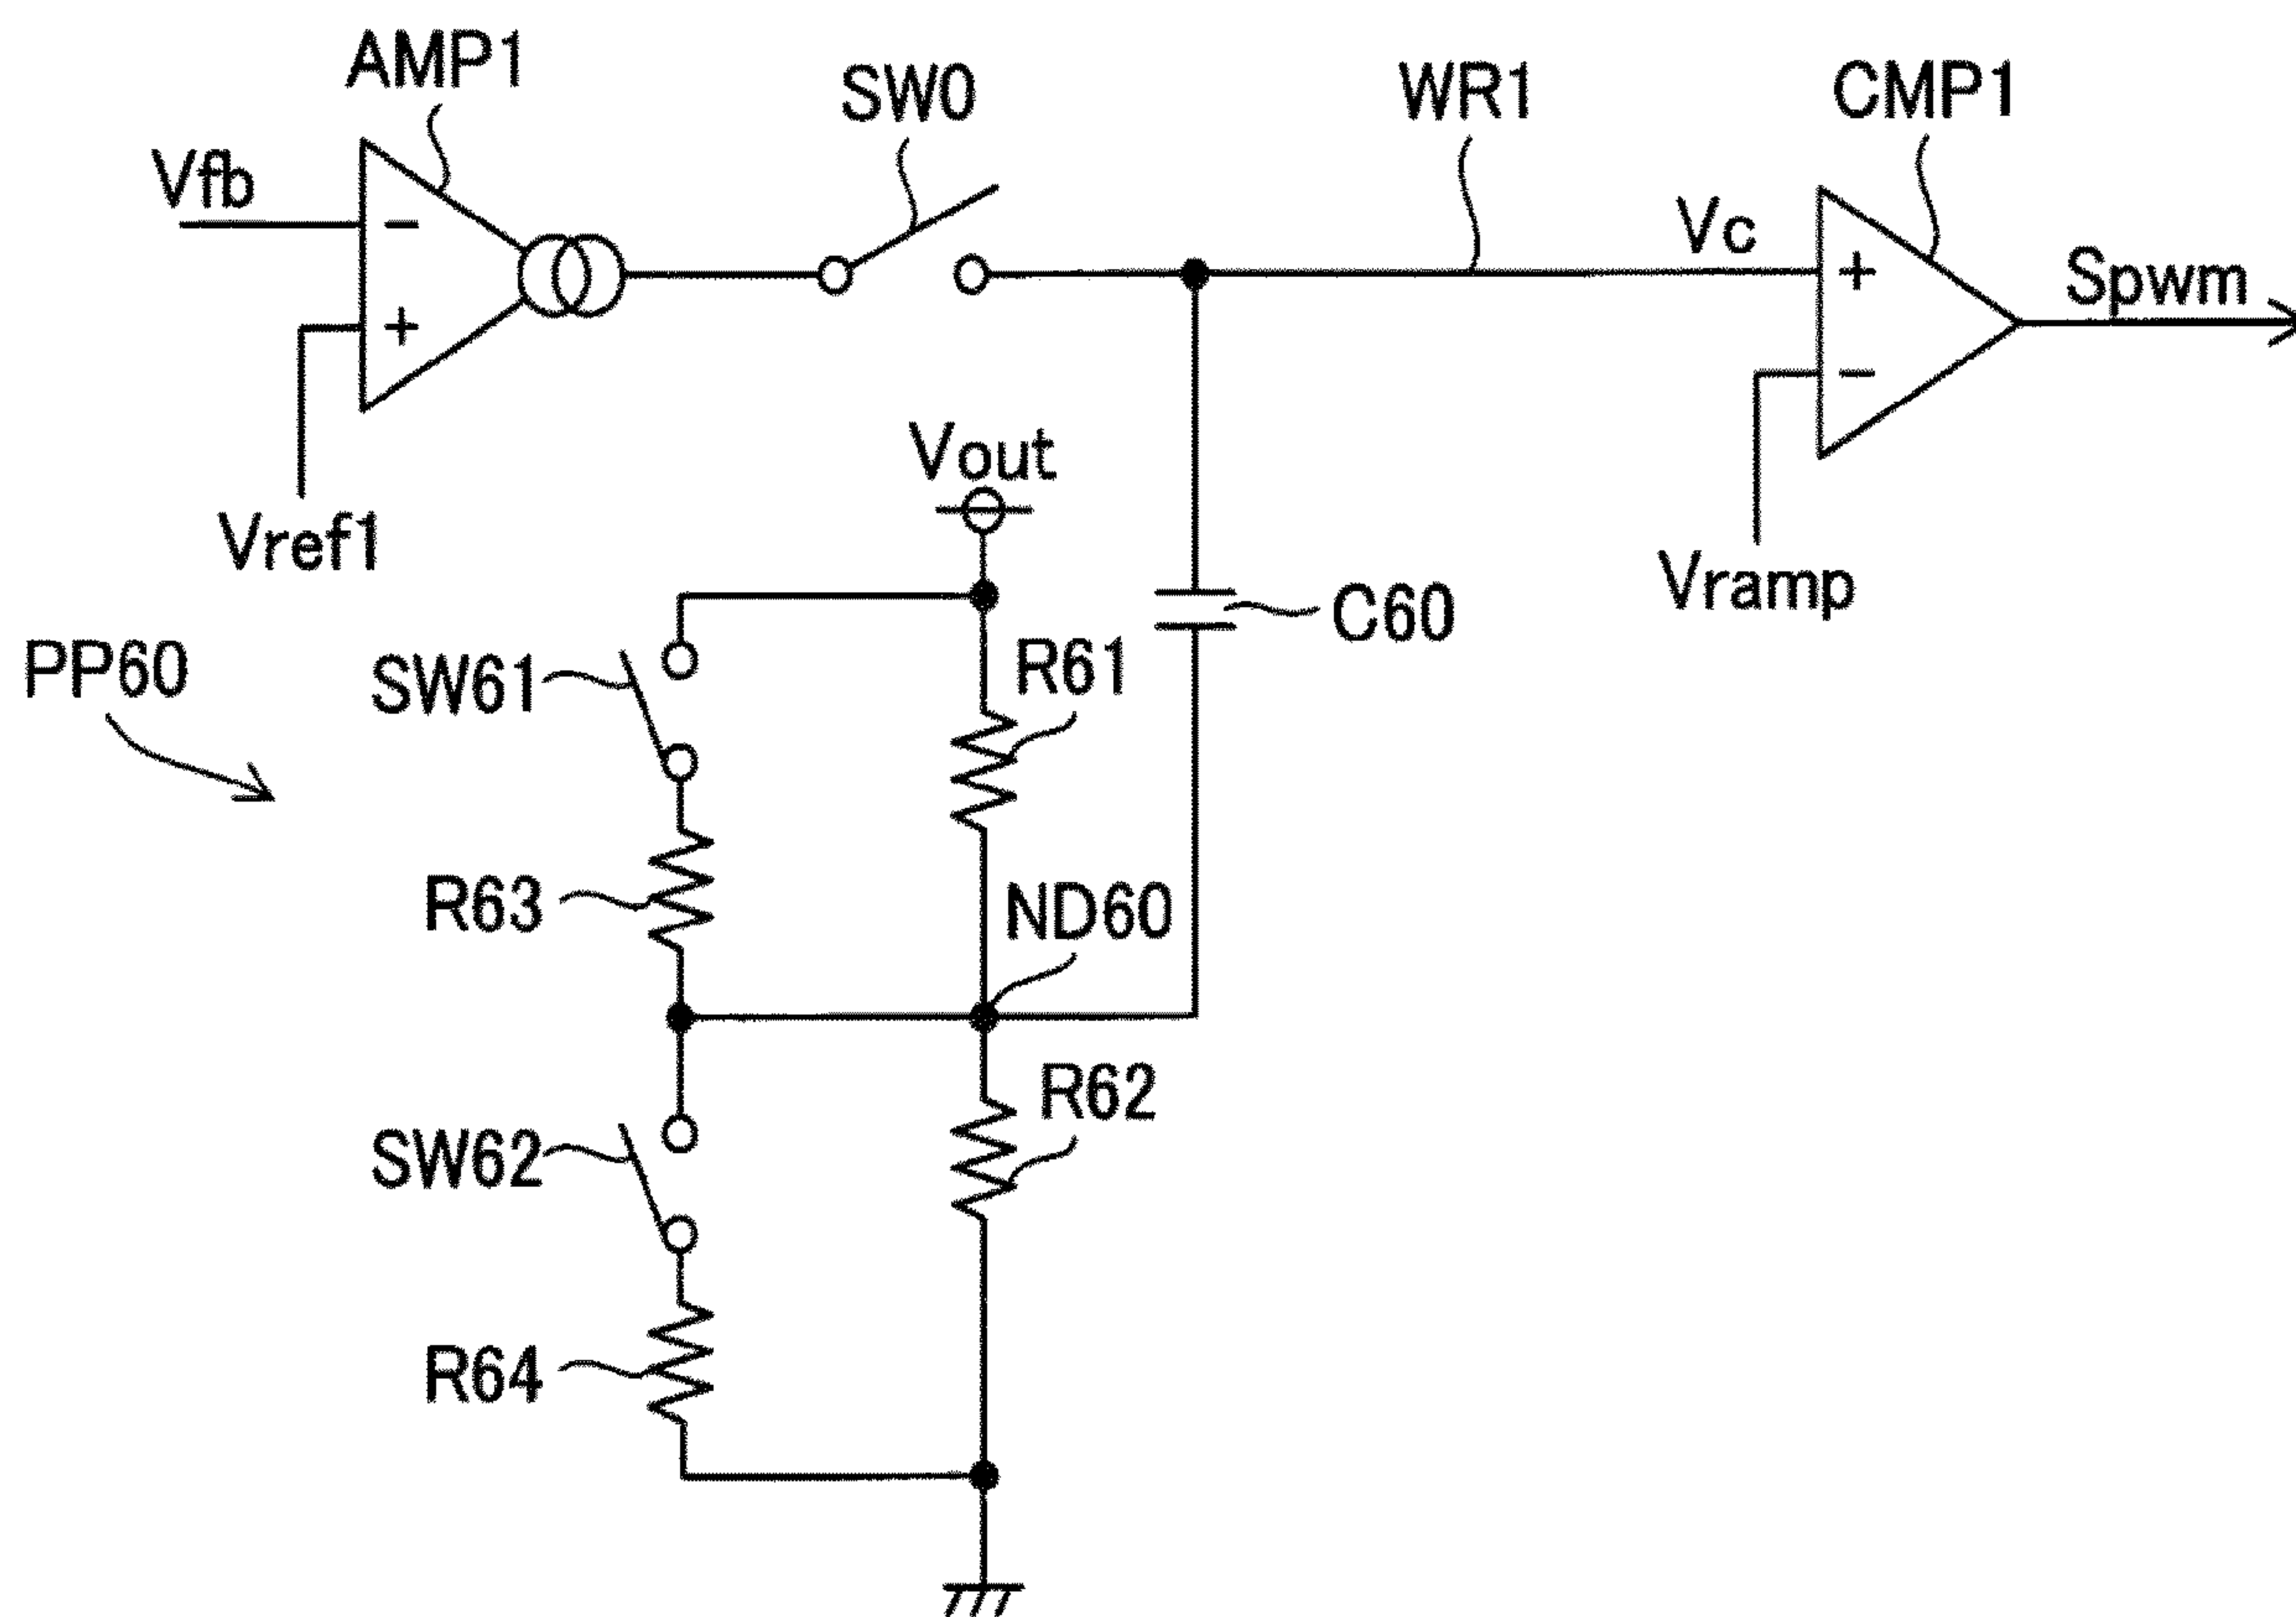 AMP1
SW0
WR1
CMP1
Vfb
−
+
Vc
+
−
Spwm
Vref1
Vout
Vramp
C60
PP60
SW61
R61
R63
ND60
R62
SW62
R64